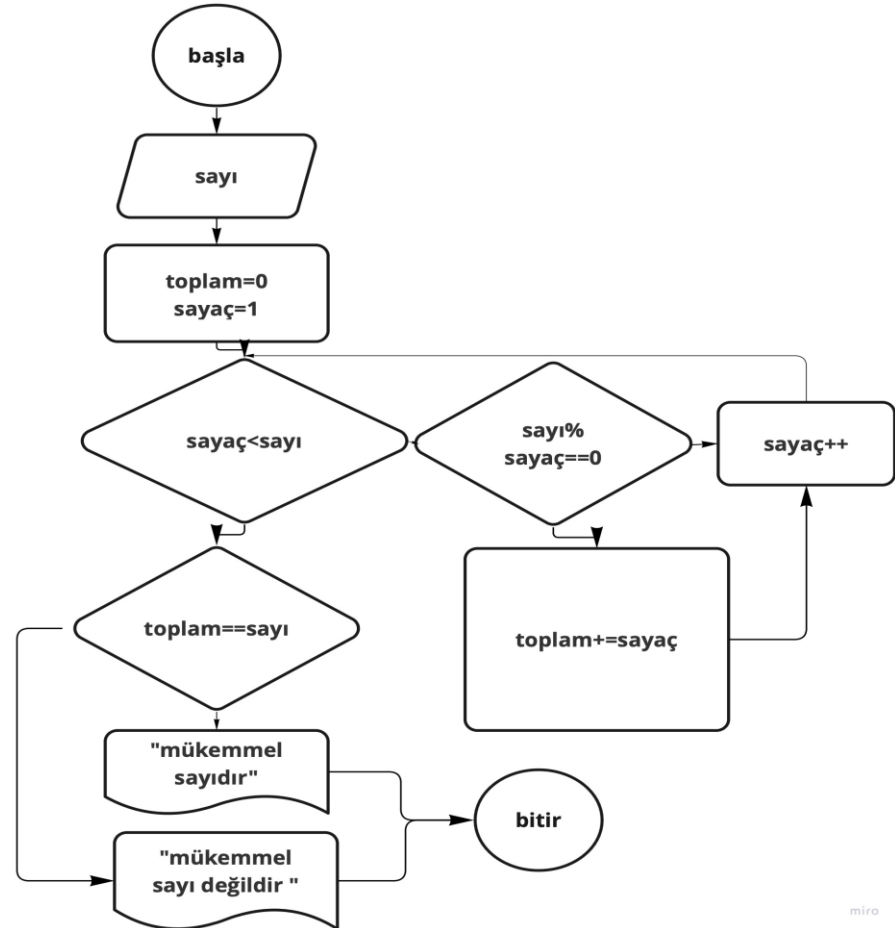 başla
sayı
toplam=0
sayaç=1
sayaç<sayı
sayı%
sayaç==0
sayaç++
toplam==sayı
toplam+=sayaç
"mükemmel
sayıdır"
bitir
"mükemmel
sayı değildir "
miro